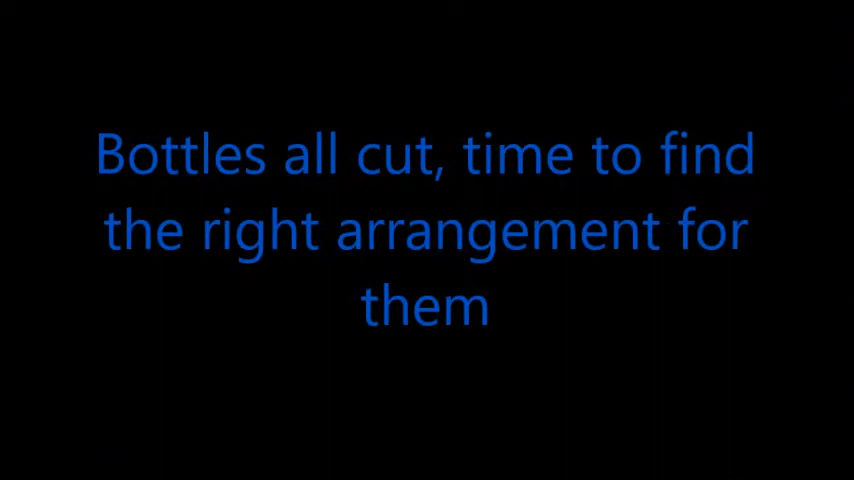 Bottles all cut, time to find
the right arrangement for
them